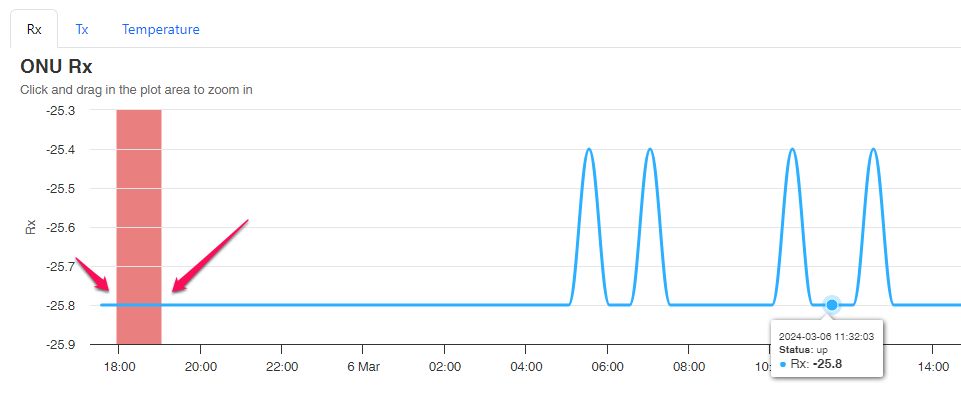 Rx Tx Temperature
ONU Rx
Click and drag in the plot area to zoom in
-25.3
-25.4
-25.5
-25.6
Rx
-25.7
-25.8
-25.9
2024-03-06 11:32:03
Status: up
Rx: -25.8
18:00 20:00 22:00 6 Mar 02:00 04:00 06:00 08:00 14:00